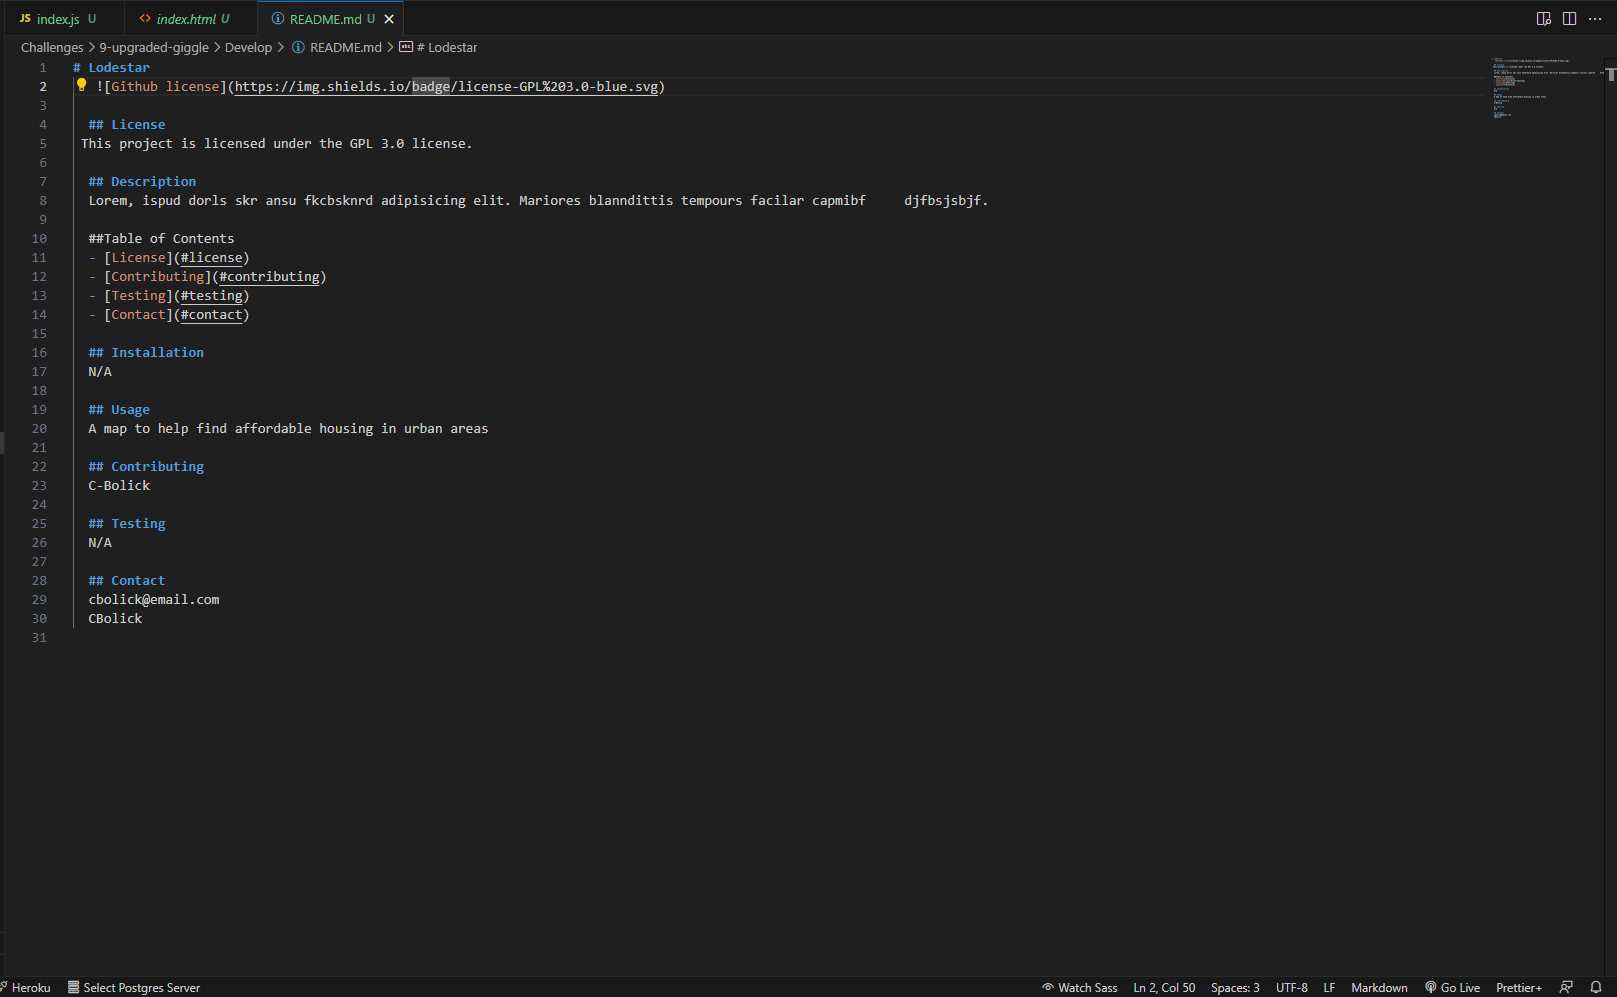 JS index.js U <> index.html U README.md U
Challenges > 9-upgraded-giggle > Develop > README.md > # Lodestar
1 # Lodestar
2 ![Github license](https://img.shields.io/badge/license-GPL%203.0-blue.svg)
3
4 ## License
5 This project is licensed under the GPL 3.0 license.
6
7 ## Description
8 Lorem, ispud dorls skr ansu fkcbsknrd adipisicing elit. Mariores blanndittis tempours facilar capmibf     djfbsjsbjf.
9
10 ##Table of Contents
11 - [License](#license)
12 - [Contributing](#contributing)
13 - [Testing](#testing)
14 - [Contact](#contact)
15
16 ## Installation
17 N/A
18
19 ## Usage
20 A map to help find affordable housing in urban areas
21
22 ## Contributing
23 C-Bolick
24
25 ## Testing
26 N/A
27
28 ## Contact
29 cbolick@email.com
30 CBolick
31
Heroku Select Postgres Server Watch Sass Ln 2, Col 50 Spaces: 3 UTF-8 LF Markdown Go Live Prettier+